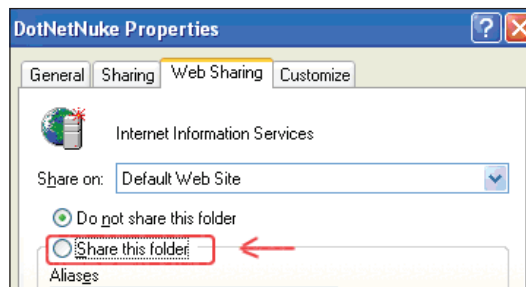 DotNetNuke Properties
General Sharing Web Sharing Customize
Internet Information Services
Share on: Default Web Site
Do not share this folder
Share this folder
Aliases